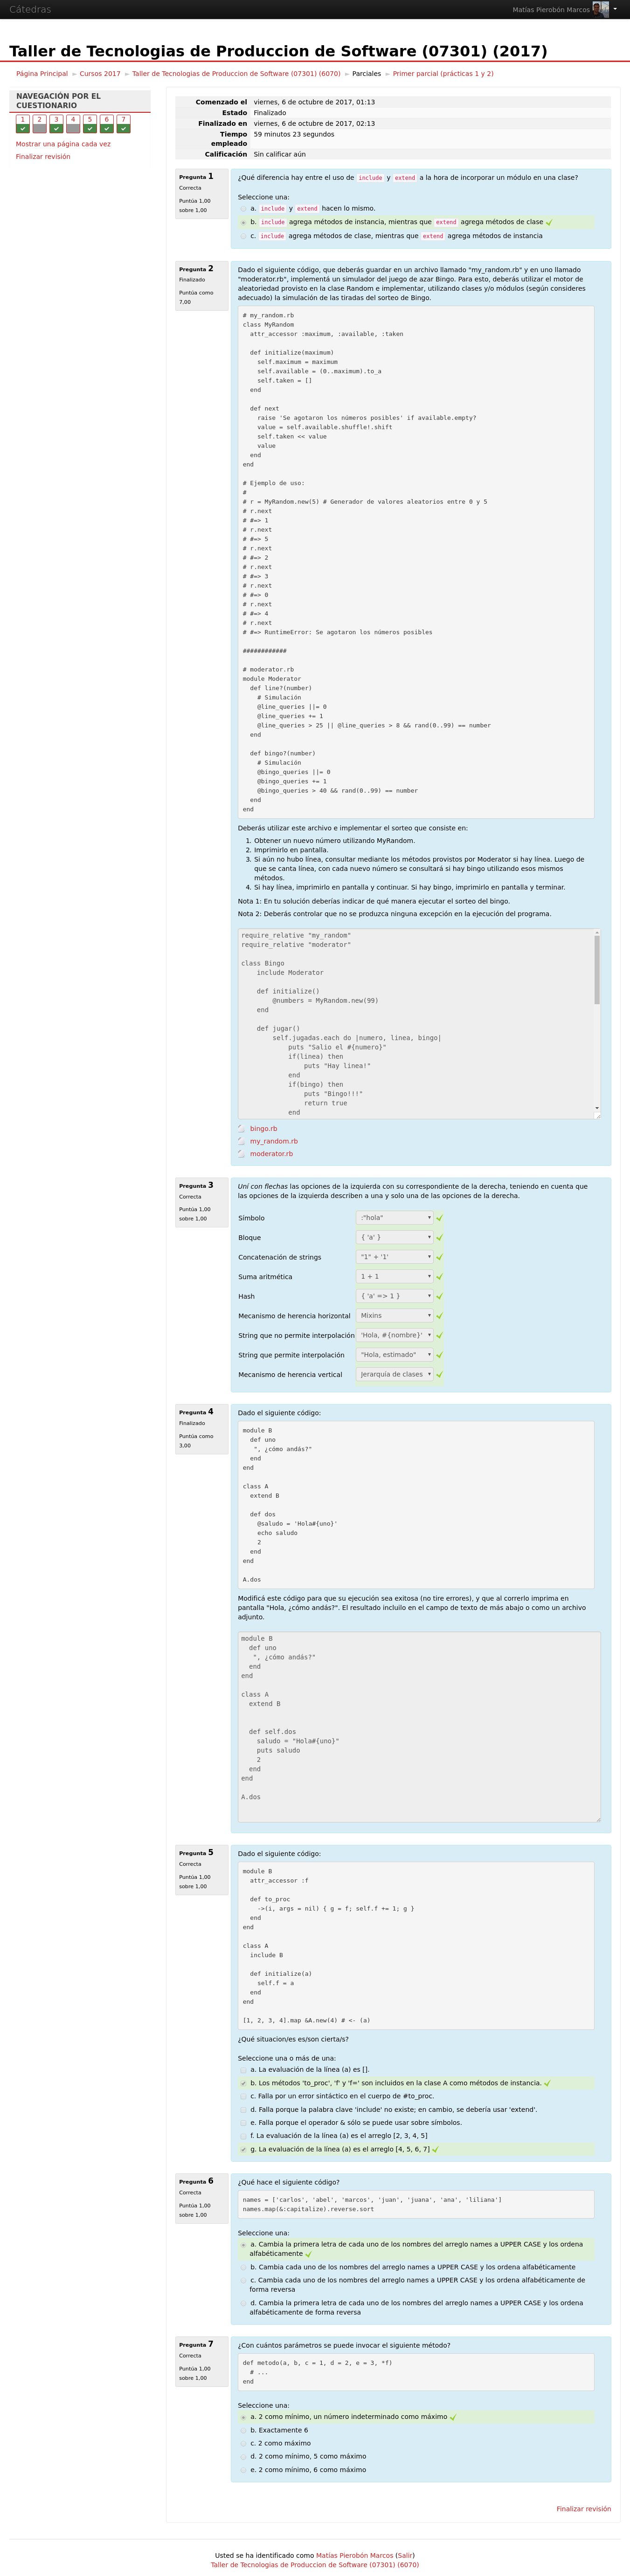 Cátedras
Matías Pierobón Marcos
Taller de Tecnologias de Produccion de Software (07301) (2017)
Página Principal ► Cursos 2017 ► Taller de Tecnologias de Produccion de Software (07301) (6070) ► Parciales ► Primer parcial (prácticas 1 y 2)
NAVEGACIÓN POR EL
CUESTIONARIO
1 2 3 4 5 6 7
Mostrar una página cada vez
Finalizar revisión
Comenzado el viernes, 6 de octubre de 2017, 01:13
Estado Finalizado
Finalizado en viernes, 6 de octubre de 2017, 02:13
Tiempo 59 minutos 23 segundos
empleado
Calificación Sin calificar aún
Pregunta 1
Correcta
Puntúa 1,00
sobre 1,00
¿Qué diferencia hay entre el uso de include y extend a la hora de incorporar un módulo en una clase?
Seleccione una:
a. include y extend hacen lo mismo.
b. include agrega métodos de instancia, mientras que extend agrega métodos de clase
c. include agrega métodos de clase, mientras que extend agrega métodos de instancia
Pregunta 2
Finalizado
Puntúa como
7,00
Dado el siguiente código, que deberás guardar en un archivo llamado "my_random.rb" y en uno llamado
"moderator.rb", implementá un simulador del juego de azar Bingo. Para esto, deberás utilizar el motor de
aleatoriedad provisto en la clase Random e implementar, utilizando clases y/o módulos (según consideres
adecuado) la simulación de las tiradas del sorteo de Bingo.
# my_random.rb
class MyRandom
attr_accessor :maximum, :available, :taken
def initialize(maximum)
self.maximum = maximum
self.available = (0..maximum).to_a
self.taken = []
end
def next
raise 'Se agotaron los números posibles' if available.empty?
value = self.available.shuffle!.shift
self.taken << value
value
end
end
# Ejemplo de uso:
#
# r = MyRandom.new(5) # Generador de valores aleatorios entre 0 y 5
# r.next
# #=> 1
# r.next
# #=> 5
# r.next
# #=> 2
# r.next
# #=> 3
# r.next
# #=> 0
# r.next
# #=> 4
# r.next
# #=> RuntimeError: Se agotaron los números posibles
############
# moderator.rb
module Moderator
def line?(number)
# Simulación
@line_queries ||= 0
@line_queries += 1
@line_queries > 25 || @line_queries > 8 && rand(0..99) == number
end
def bingo?(number)
# Simulación
@bingo_queries ||= 0
@bingo_queries += 1
@bingo_queries > 40 && rand(0..99) == number
end
end
Deberás utilizar este archivo e implementar el sorteo que consiste en:
1. Obtener un nuevo número utilizando MyRandom.
2. Imprimirlo en pantalla.
3. Si aún no hubo línea, consultar mediante los métodos provistos por Moderator si hay línea. Luego de
que se canta línea, con cada nuevo número se consultará si hay bingo utilizando esos mismos
métodos.
4. Si hay línea, imprimirlo en pantalla y continuar. Si hay bingo, imprimirlo en pantalla y terminar.
Nota 1: En tu solución deberías indicar de qué manera ejecutar el sorteo del bingo.
Nota 2: Deberás controlar que no se produzca ninguna excepción en la ejecución del programa.
require_relative "my_random"
require_relative "moderator"
class Bingo
include Moderator
def initialize()
@numbers = MyRandom.new(99)
end
def jugar()
self.jugadas.each do |numero, linea, bingo|
puts "Salio el #{numero}"
if(linea) then
puts "Hay linea!"
end
if(bingo) then
puts "Bingo!!!"
return true
end
bingo.rb
my_random.rb
moderator.rb
Pregunta 3
Correcta
Puntúa 1,00
sobre 1,00
Uní con flechas las opciones de la izquierda con su correspondiente de la derecha, teniendo en cuenta que
las opciones de la izquierda describen a una y solo una de las opciones de la derecha.
Símbolo :"hola"
Bloque { 'a' }
Concatenación de strings "1" + '1'
Suma aritmética 1 + 1
Hash { 'a' => 1 }
Mecanismo de herencia horizontal Mixins
String que no permite interpolación 'Hola, #{nombre}'
String que permite interpolación "Hola, estimado"
Mecanismo de herencia vertical Jerarquía de clases
Pregunta 4
Finalizado
Puntúa como
3,00
Dado el siguiente código:
module B
def uno
", ¿cómo andás?"
end
end
class A
extend B
def dos
@saludo = 'Hola#{uno}'
echo saludo
2
end
end
A.dos
Modificá este código para que su ejecución sea exitosa (no tire errores), y que al correrlo imprima en
pantalla "Hola, ¿cómo andás?". El resultado incluilo en el campo de texto de más abajo o como un archivo
adjunto.
module B
def uno
", ¿cómo andás?"
end
end
class A
extend B
def self.dos
saludo = "Hola#{uno}"
puts saludo
2
end
end
A.dos
Pregunta 5
Correcta
Puntúa 1,00
sobre 1,00
Dado el siguiente código:
module B
attr_accessor :f
def to_proc
->(i, args = nil) { g = f; self.f += 1; g }
end
end
class A
include B
def initialize(a)
self.f = a
end
end
[1, 2, 3, 4].map &A.new(4) # <- (a)
¿Qué situacion/es es/son cierta/s?
Seleccione una o más de una:
a. La evaluación de la línea (a) es [].
b. Los métodos 'to_proc', 'f' y 'f=' son incluidos en la clase A como métodos de instancia.
c. Falla por un error sintáctico en el cuerpo de #to_proc.
d. Falla porque la palabra clave 'include' no existe; en cambio, se debería usar 'extend'.
e. Falla porque el operador & sólo se puede usar sobre símbolos.
f. La evaluación de la línea (a) es el arreglo [2, 3, 4, 5]
g. La evaluación de la línea (a) es el arreglo [4, 5, 6, 7]
Pregunta 6
Correcta
Puntúa 1,00
sobre 1,00
¿Qué hace el siguiente código?
names = ['carlos', 'abel', 'marcos', 'juan', 'juana', 'ana', 'liliana']
names.map(&:capitalize).reverse.sort
Seleccione una:
a. Cambia la primera letra de cada uno de los nombres del arreglo names a UPPER CASE y los ordena
alfabéticamente
b. Cambia cada uno de los nombres del arreglo names a UPPER CASE y los ordena alfabéticamente
c. Cambia cada uno de los nombres del arreglo names a UPPER CASE y los ordena alfabéticamente de
forma reversa
d. Cambia la primera letra de cada uno de los nombres del arreglo names a UPPER CASE y los ordena
alfabéticamente de forma reversa
Pregunta 7
Correcta
Puntúa 1,00
sobre 1,00
¿Con cuántos parámetros se puede invocar el siguiente método?
def metodo(a, b, c = 1, d = 2, e = 3, *f)
# ...
end
Seleccione una:
a. 2 como mínimo, un número indeterminado como máximo
b. Exactamente 6
c. 2 como máximo
d. 2 como mínimo, 5 como máximo
e. 2 como mínimo, 6 como máximo
Finalizar revisión
Usted se ha identificado como Matías Pierobón Marcos (Salir)
Taller de Tecnologias de Produccion de Software (07301) (6070)